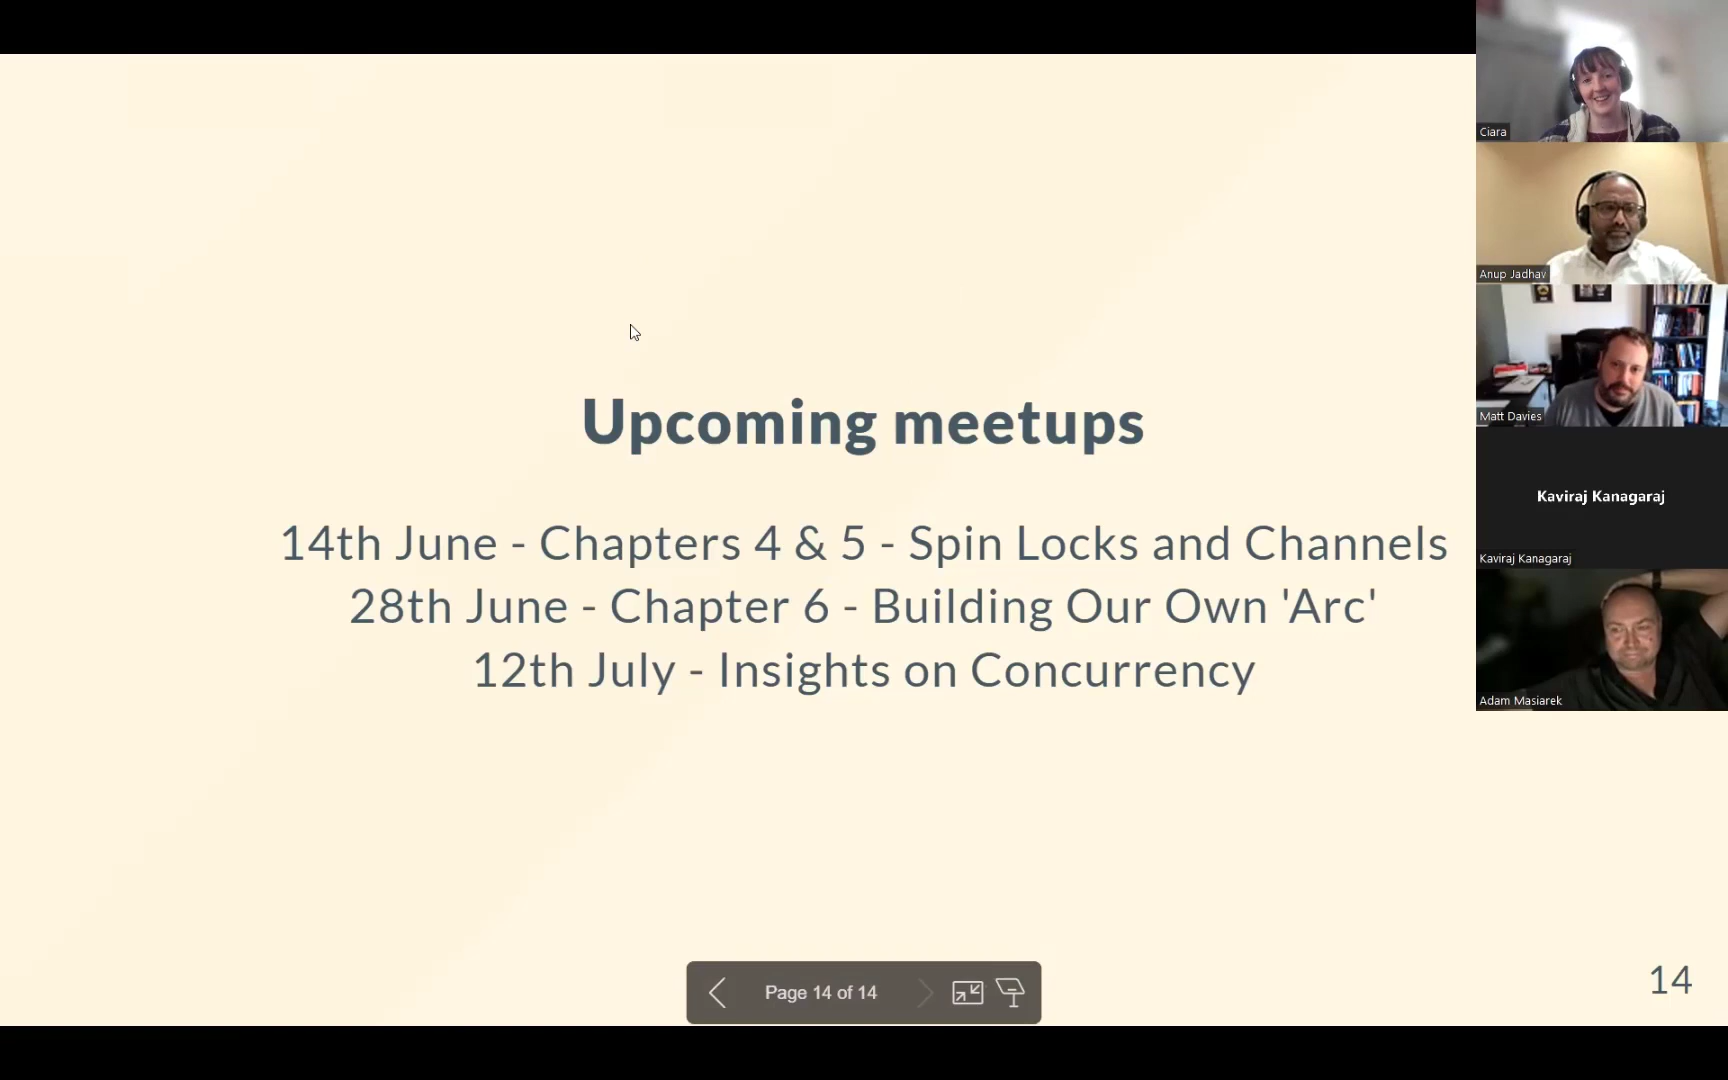 Upcoming meetups
14th June - Chapters 4 & 5 - Spin Locks and Channels
28th June - Chapter 6 - Building Our Own 'Arc'
12th July - Insights on Concurrency
Page 14 of 14
14
Ciara
Anup Jadhav
Matt Davies
Kaviraj Kanagaraj
Kaviraj Kanagaraj
Adam Masiarek